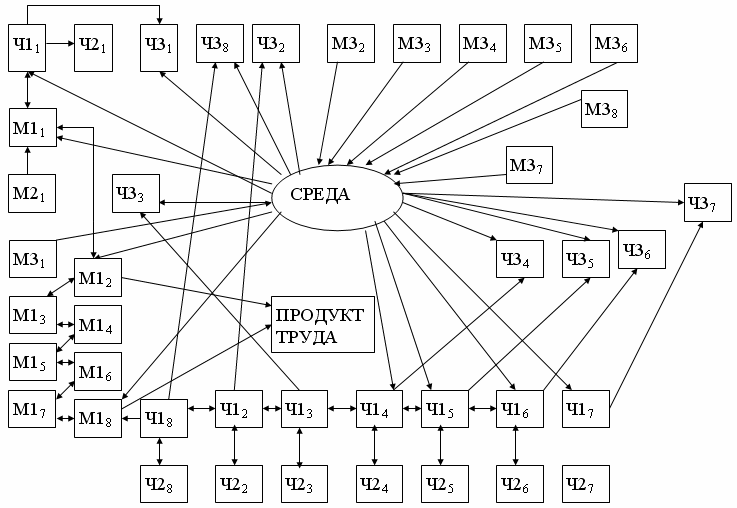 Ч1₁ Ч2₁ Ч3₁ Ч3₈ Ч3₂ М3₂ М3₃ М3₄ М3₅ М3₆
М3₈
М1₁
М3₇
М2₁ Ч3₃ СРЕДА Ч3₇
М3₁ Ч3₄ Ч3₅ Ч3₆
М1₂
М1₃ М1₄ ПРОДУКТ
ТРУДА
М1₅ М1₆
М1₇ М1₈ Ч1₈ Ч1₂ Ч1₃ Ч1₄ Ч1₅ Ч1₆ Ч1₇
Ч2₈ Ч2₂ Ч2₃ Ч2₄ Ч2₅ Ч2₆ Ч2₇